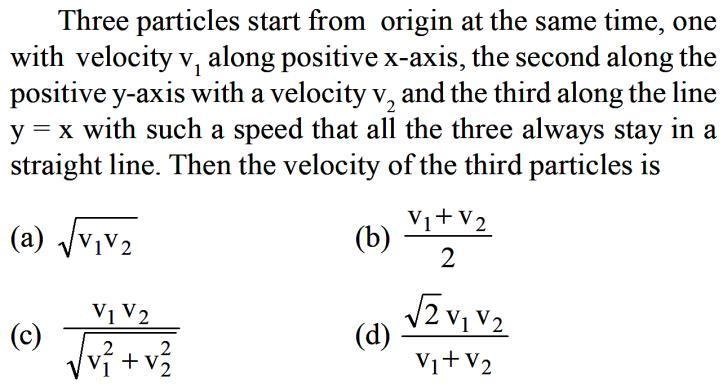 Three particles start from origin at the same time, one
with velocity v₁ along positive x-axis, the second along the
positive y-axis with a velocity v₂ and the third along the line
y = x with such a speed that all the three always stay in a
straight line. Then the velocity of the third particles is
(a) √(v₁v₂) (b) (v₁+v₂)/2
(c) v₁v₂/√(v₁²+v₂²) (d) √2 v₁v₂/(v₁+v₂)